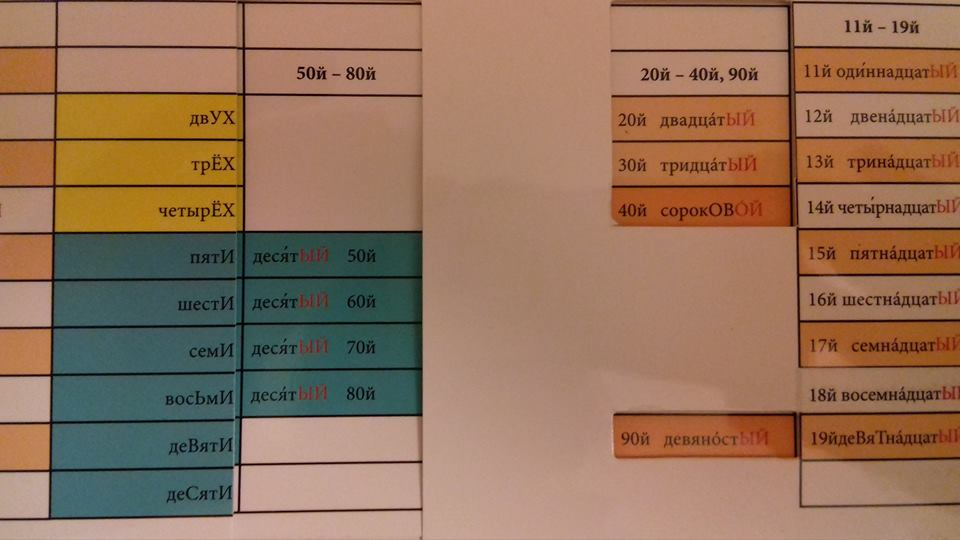 50й – 80й
двУХ
трЁХ
четырЁХ
пятИ деся́тЫЙ 50й
шестИ деся́тЫЙ 60й
семИ деся́тЫЙ 70й
восЬмИ деся́тЫЙ 80й
деВятИ
деСятИ
20й – 40й, 90й
20й двадца́тЫЙ
30й тридца́тЫЙ
40й сорокОВО́Й
90й девяно́стЫЙ
11й – 19й
11й оди́ннадцатЫЙ
12й двена́дцатЫЙ
13й трина́дцатЫЙ
14й четы́рнадцатЫЙ
15й пятна́дцатЫЙ
16й шестна́дцатЫЙ
17й семна́дцатЫЙ
18й восемна́дцатЫЙ
19йдеВяТна́дцатЫЙ